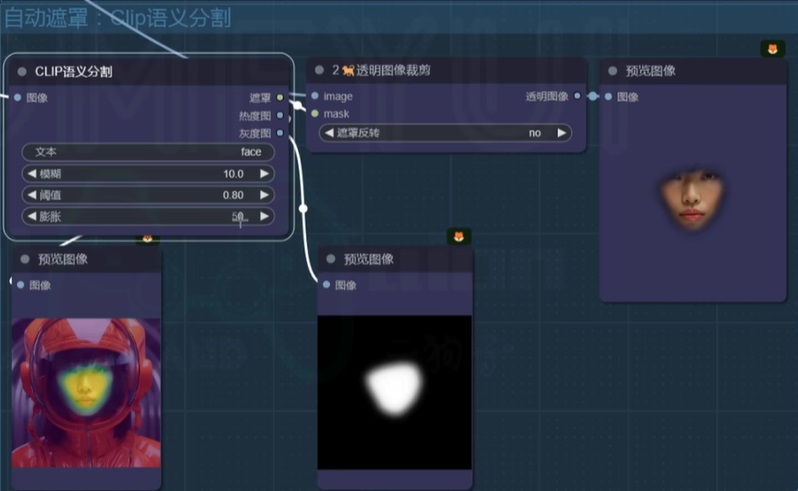 自动遮罩：Clip语义分割
CLIP语义分割
图像
遮罩
热度图
灰度图
文本 face
模糊 10.0
阈值 0.80
膨胀 50
2🐕透明图像裁剪
image
透明图像
mask
遮罩反转 no
预览图像
图像
预览图像
图像
预览图像
图像